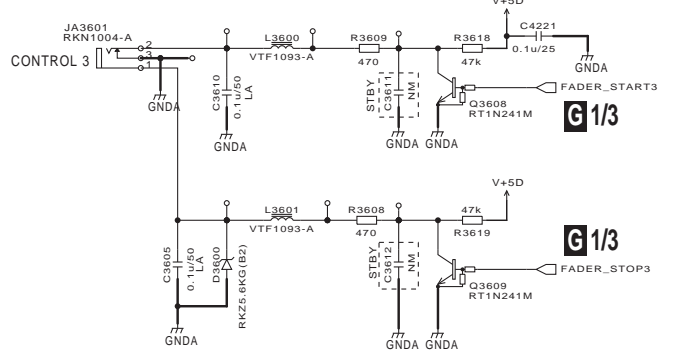 V+5D
JA3601
RKN1004-A
CONTROL 3
2
3
1
L3600
VTF1093-A
R3609
470
R3618
47k
C4221
0.1u/25
GNDA
C3610
0.1u/50
LA
GNDA
GNDA
STBY
C3611
NM
GNDA
GNDA
Q3608
RT1N241M
FADER_START3
G 1/3
V+5D
L3601
VTF1093-A
R3608
470
47k
R3619
G 1/3
C3605
0.1u/50
LA
D3600
RKZ5.6KG(B2)
STBY
C3612
NM
FADER_STOP3
Q3609
RT1N241M
GNDA
GNDA
GNDA